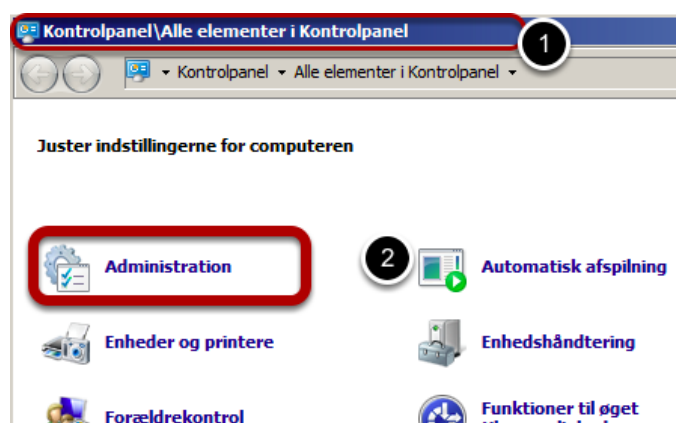 Kontrolpanel\Alle elementer i Kontrolpanel
1
Kontrolpanel Alle elementer i Kontrolpanel
Juster indstillingerne for computeren
Administration
2
Automatisk afspilning
Enheder og printere
Enhedshåndtering
Forældrekontrol
Funktioner til øget